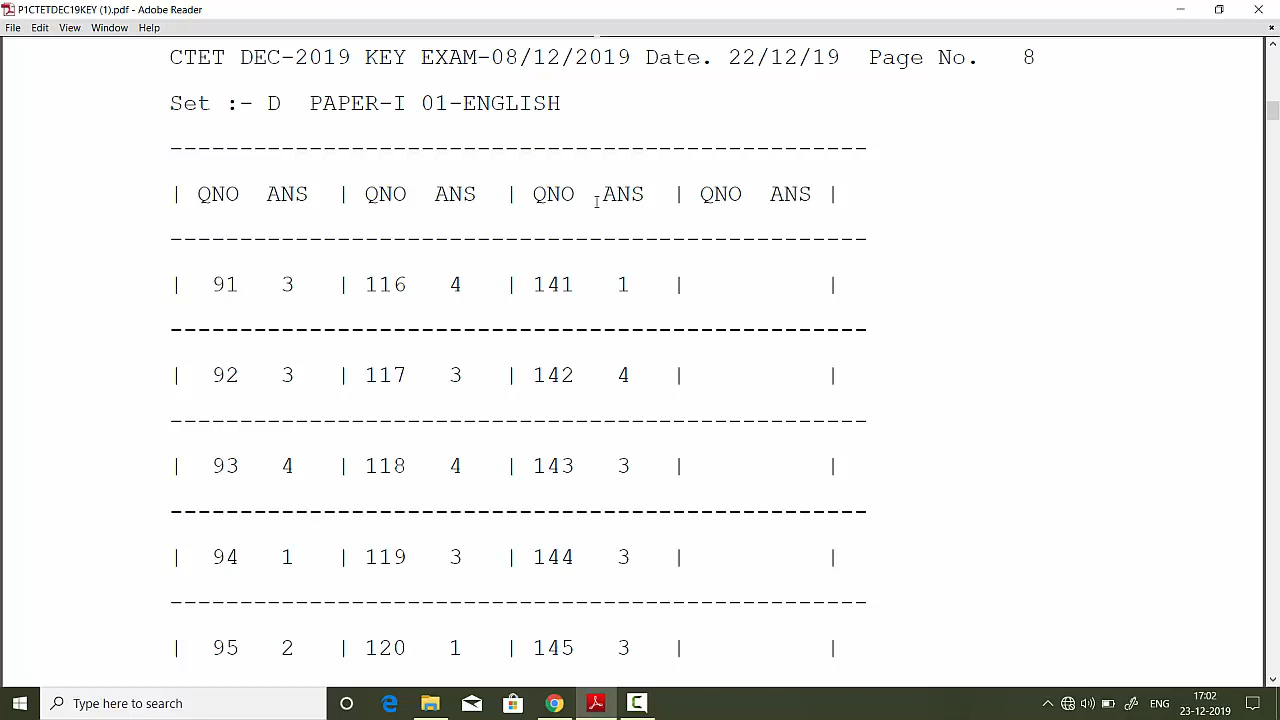 P1CTETDEC19KEY (1).pdf - Adobe Reader
File Edit View Window Help
CTET DEC-2019 KEY EXAM-08/12/2019 Date. 22/12/19 Page No. 8
Set :- D PAPER-I 01-ENGLISH
---------------------------------------------------
| QNO ANS | QNO ANS | QNO ANS | QNO ANS |
---------------------------------------------------
| 91 3 | 116 4 | 141 1 | |
---------------------------------------------------
| 92 3 | 117 3 | 142 4 | |
---------------------------------------------------
| 93 4 | 118 4 | 143 3 | |
---------------------------------------------------
| 94 1 | 119 3 | 144 3 | |
---------------------------------------------------
| 95 2 | 120 1 | 145 3 | |
Type here to search
ENG
17:02
23-12-2019